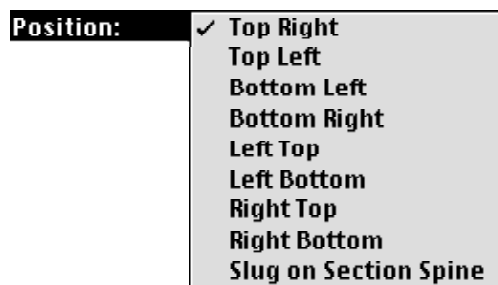 Position: ✓ Top Right
Top Left
Bottom Left
Bottom Right
Left Top
Left Bottom
Right Top
Right Bottom
Slug on Section Spine